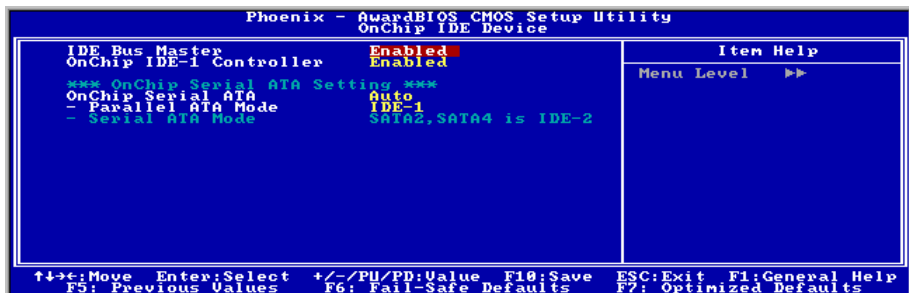 Phoenix - AwardBIOS CMOS Setup Utility
OnChip IDE Device
IDE Bus Master Enabled
OnChip IDE-1 Controller Enabled
*** OnChip Serial ATA Setting ***
OnChip Serial ATA Auto
- Parallel ATA Mode IDE-1
- Serial ATA Mode SATA2,SATA4 is IDE-2
Item Help
Menu Level ▶▶
↑↓→←:Move Enter:Select +/-/PU/PD:Value F10:Save ESC:Exit F1:General Help
F5: Previous Values F6: Fail-Safe Defaults F7: Optimized Defaults